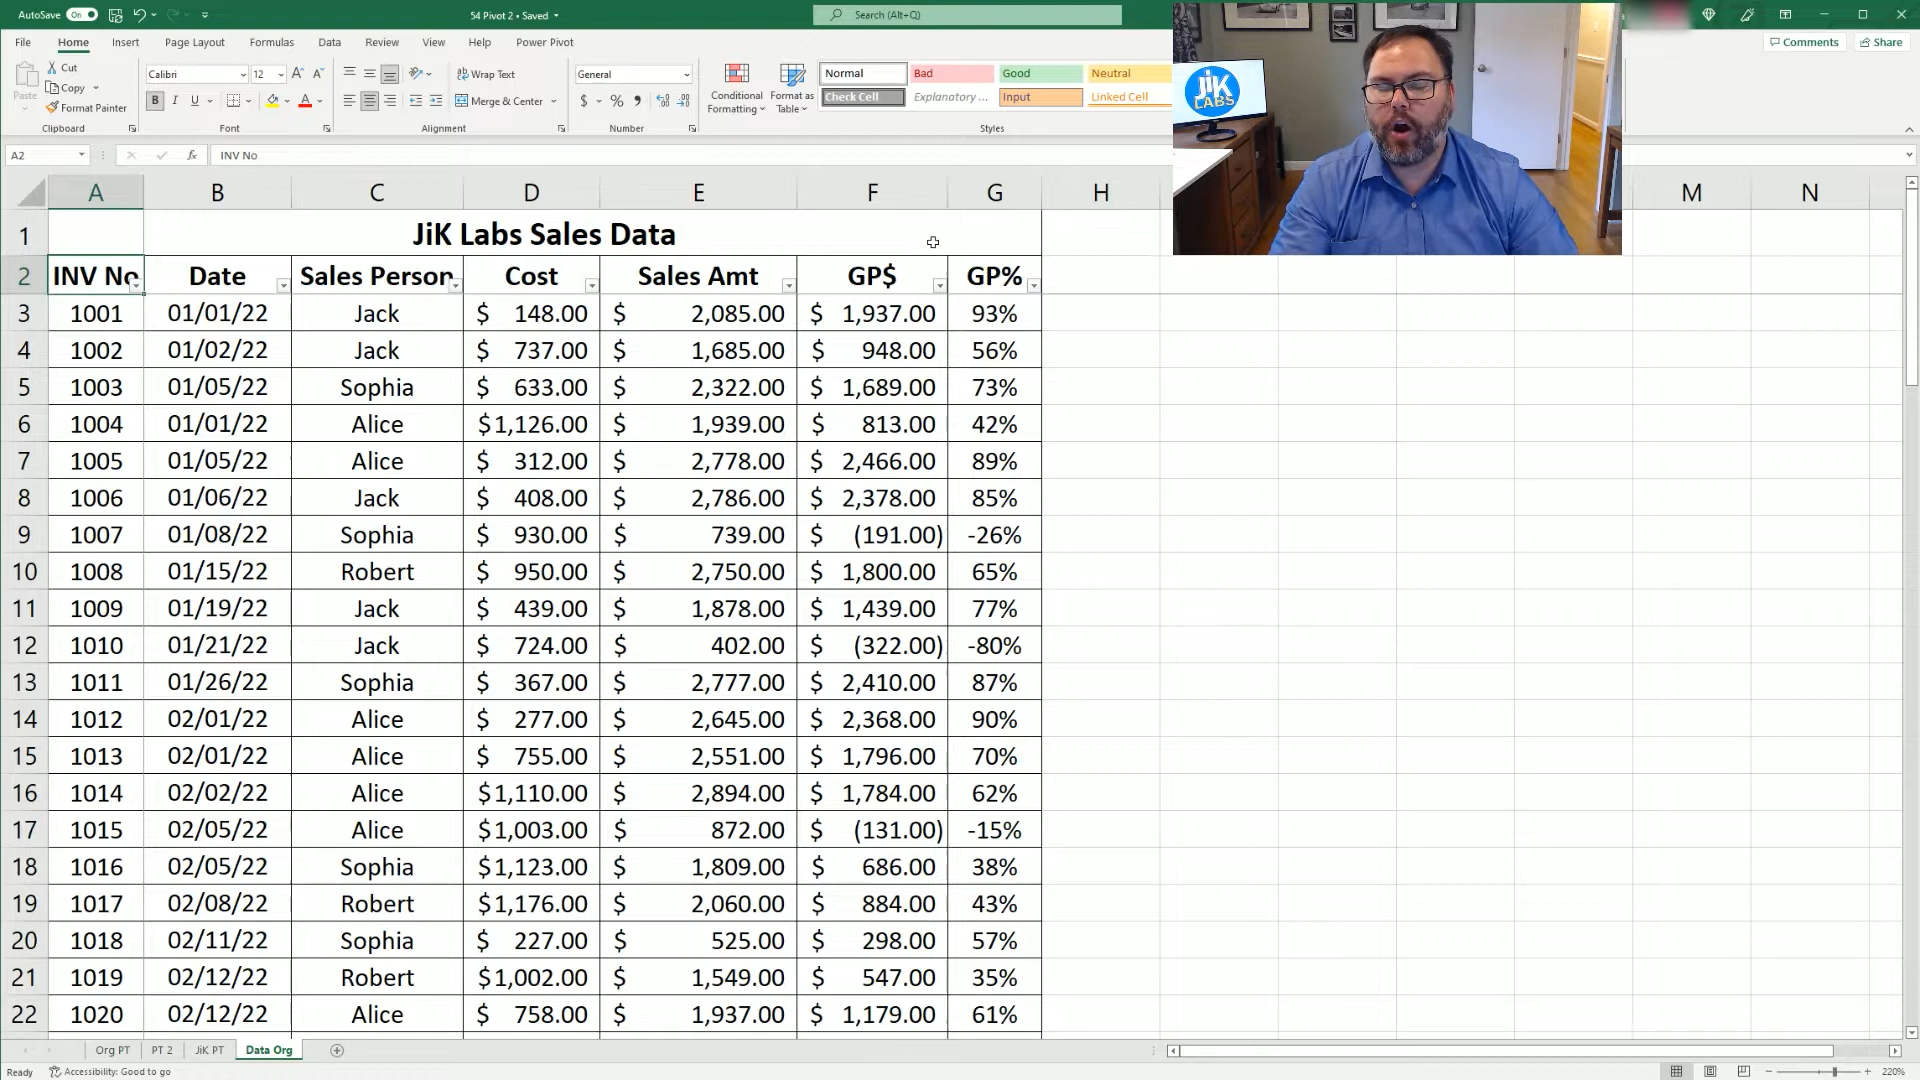 AutoSave On 54 Pivot 2 • Saved Search (Alt+Q)
File Home Insert Page Layout Formulas Data Review View Help Power Pivot Comments Share
Paste Cut Copy Format Painter Clipboard
Calibri 12 B I U A Font
Wrap Text Merge & Center Alignment
General $ % , Number
Conditional Formatting Format as Table
Normal Bad Good Neutral
Check Cell Explanatory ... Input Linked Cell
Styles
JiK LABS
A2 fx INV No
A B C D E F G H M N
1 JiK Labs Sales Data
2 INV No Date Sales Person Cost Sales Amt GP$ GP%
3 1001 01/01/22 Jack $ 148.00 $ 2,085.00 $ 1,937.00 93%
4 1002 01/02/22 Jack $ 737.00 $ 1,685.00 $ 948.00 56%
5 1003 01/05/22 Sophia $ 633.00 $ 2,322.00 $ 1,689.00 73%
6 1004 01/01/22 Alice $1,126.00 $ 1,939.00 $ 813.00 42%
7 1005 01/05/22 Alice $ 312.00 $ 2,778.00 $ 2,466.00 89%
8 1006 01/06/22 Jack $ 408.00 $ 2,786.00 $ 2,378.00 85%
9 1007 01/08/22 Sophia $ 930.00 $ 739.00 $ (191.00) -26%
10 1008 01/15/22 Robert $ 950.00 $ 2,750.00 $ 1,800.00 65%
11 1009 01/19/22 Jack $ 439.00 $ 1,878.00 $ 1,439.00 77%
12 1010 01/21/22 Jack $ 724.00 $ 402.00 $ (322.00) -80%
13 1011 01/26/22 Sophia $ 367.00 $ 2,777.00 $ 2,410.00 87%
14 1012 02/01/22 Alice $ 277.00 $ 2,645.00 $ 2,368.00 90%
15 1013 02/01/22 Alice $ 755.00 $ 2,551.00 $ 1,796.00 70%
16 1014 02/02/22 Alice $1,110.00 $ 2,894.00 $ 1,784.00 62%
17 1015 02/05/22 Alice $1,003.00 $ 872.00 $ (131.00) -15%
18 1016 02/05/22 Sophia $1,123.00 $ 1,809.00 $ 686.00 38%
19 1017 02/08/22 Robert $1,176.00 $ 2,060.00 $ 884.00 43%
20 1018 02/11/22 Sophia $ 227.00 $ 525.00 $ 298.00 57%
21 1019 02/12/22 Robert $1,002.00 $ 1,549.00 $ 547.00 35%
22 1020 02/12/22 Alice $ 758.00 $ 1,937.00 $ 1,179.00 61%
Org PT PT 2 JiK PT Data Org
Ready Accessibility: Good to go 220%